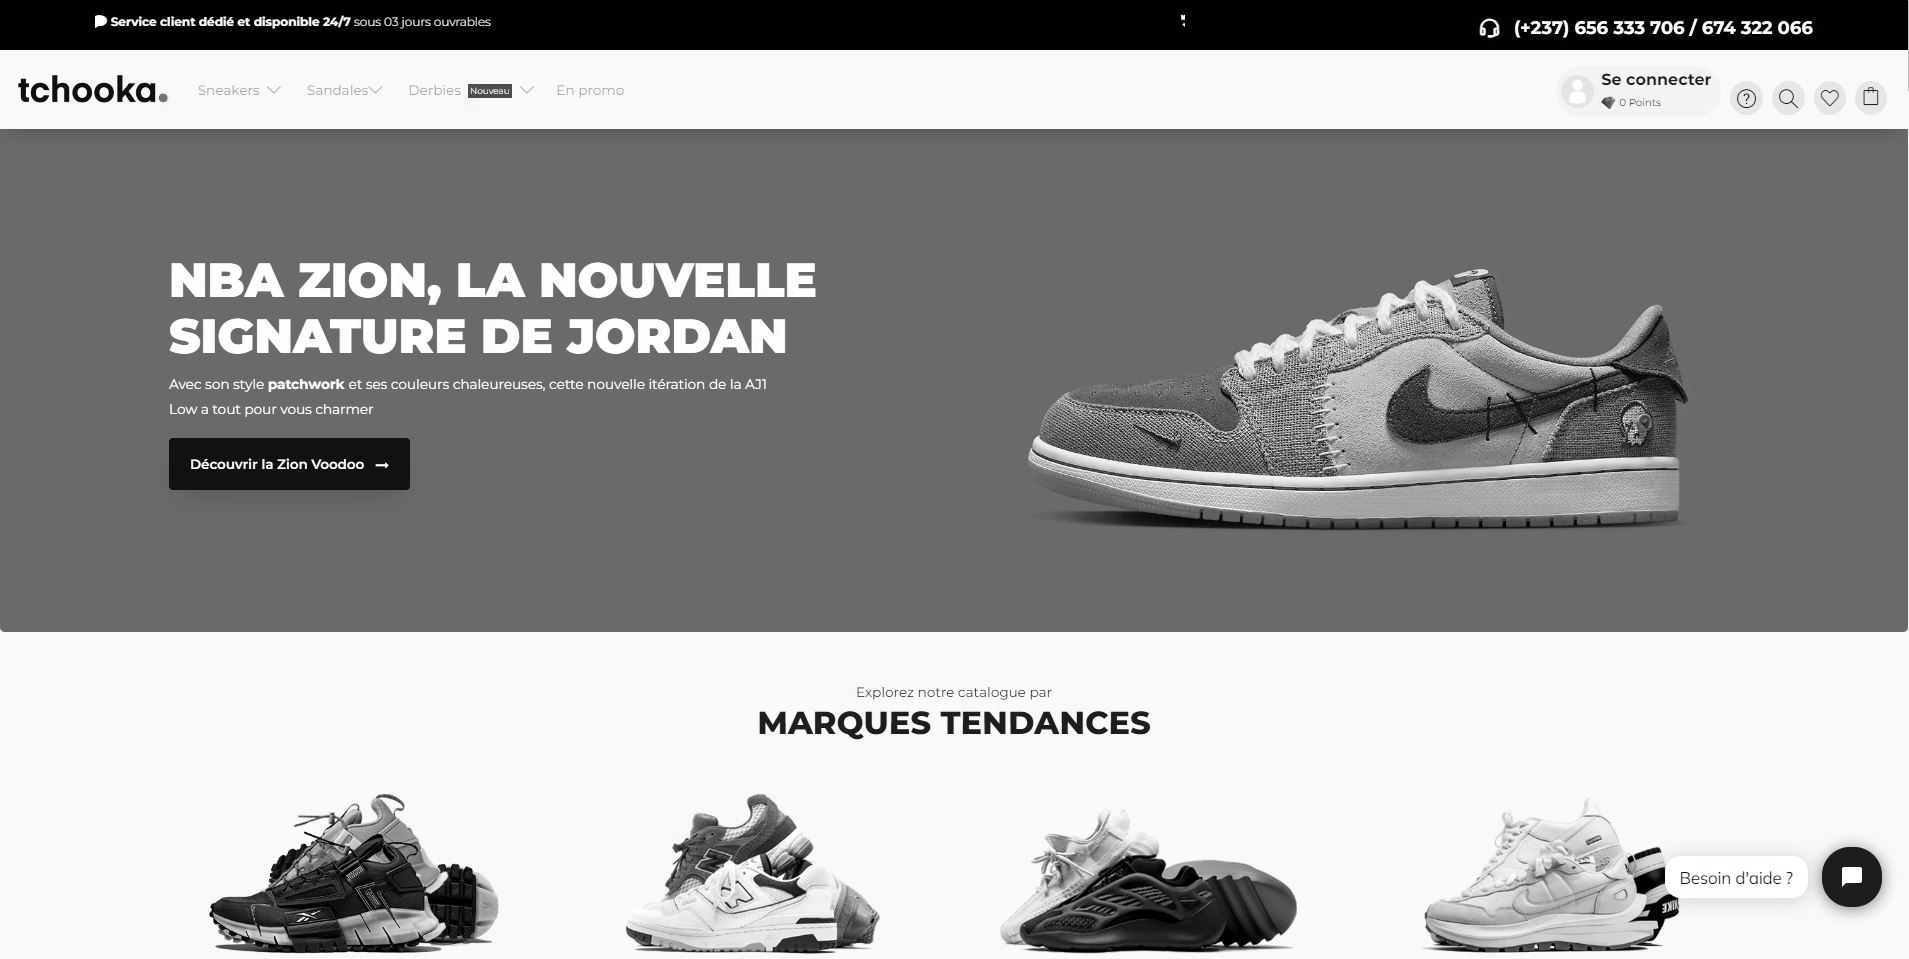 Service client dédié et disponible 24/7 sous 03 jours ouvrables
(+237) 656 333 706 / 674 322 066
tchooka.
Sneakers
Sandales
Derbies Nouveau
En promo
Se connecter
0 Points
NBA ZION, LA NOUVELLE
SIGNATURE DE JORDAN
Avec son style patchwork et ses couleurs chaleureuses, cette nouvelle itération de la AJ1
Low a tout pour vous charmer
Découvrir la Zion Voodoo
Explorez notre catalogue par
MARQUES TENDANCES
Besoin d'aide ?
NIKE